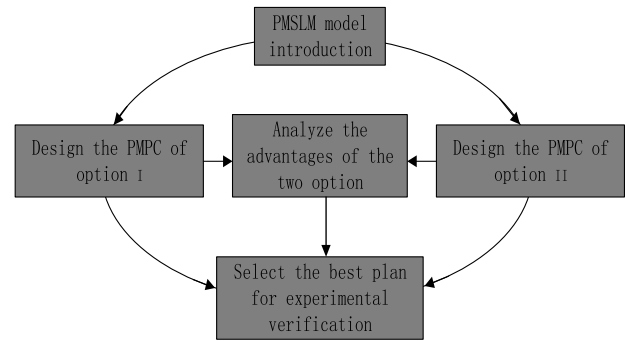 PMSLM model
introduction
Design the PMPC of
option I
Analyze the
advantages of the
two option
Design the PMPC of
option II
Select the best plan
for experimental
verification